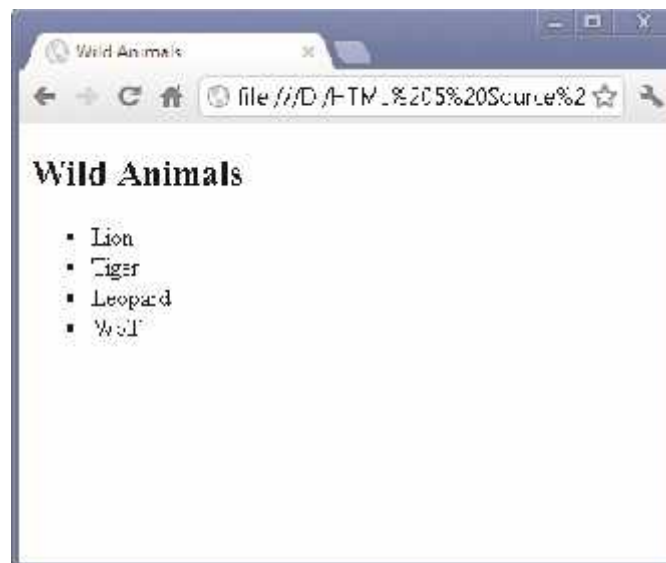 Wild Animals
file:///D:/HTML%205%20Source%2
Wild Animals
Lion
Tiger
Leopard
Wolf